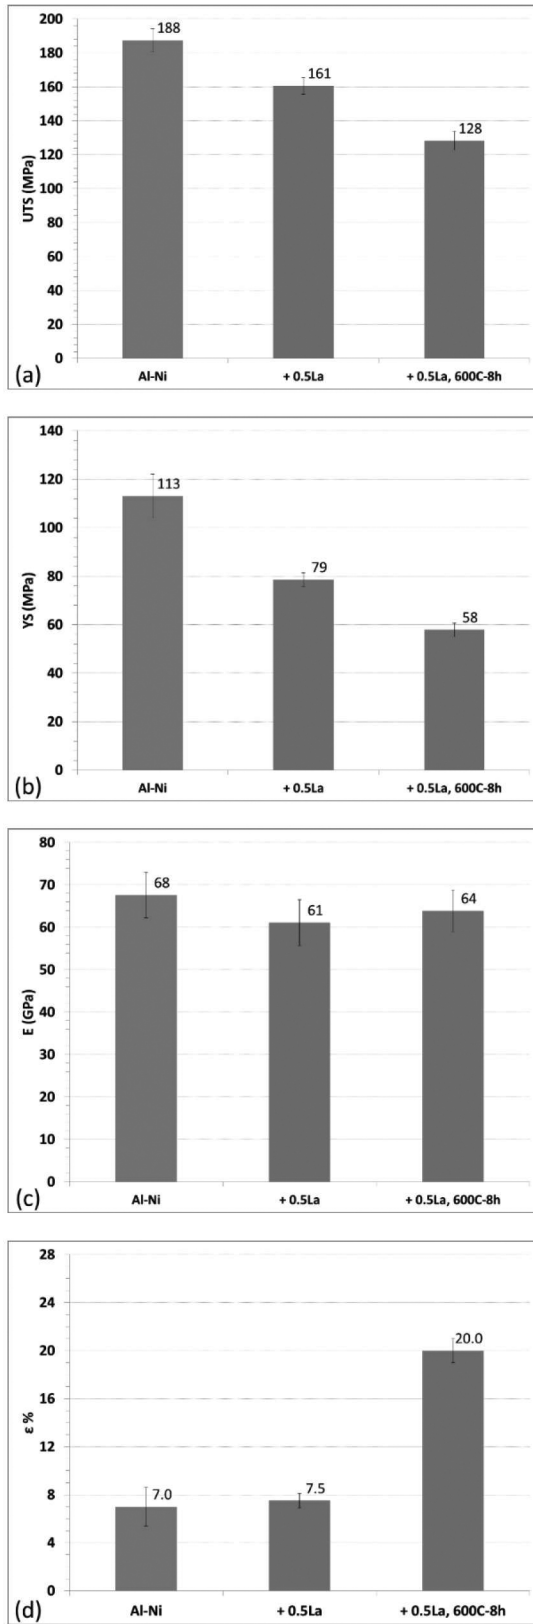 200
188
180
161
160
140
128
120
UTS (MPa)
100
80
60
40
20
0
(a)
Al-Ni
+ 0.5La
+ 0.5La, 600C-8h
140
120
113
100
YS (MPa)
80
79
60
58
40
20
0
(b)
Al-Ni
+ 0.5La
+ 0.5La, 600C-8h
80
70
68
61
64
60
50
E (GPa)
40
30
20
10
0
(c)
Al-Ni
+ 0.5La
+ 0.5La, 600C-8h
28
24
20
20.0
16
ε %
12
8
7.0
7.5
4
0
(d)
Al-Ni
+ 0.5La
+ 0.5La, 600C-8h